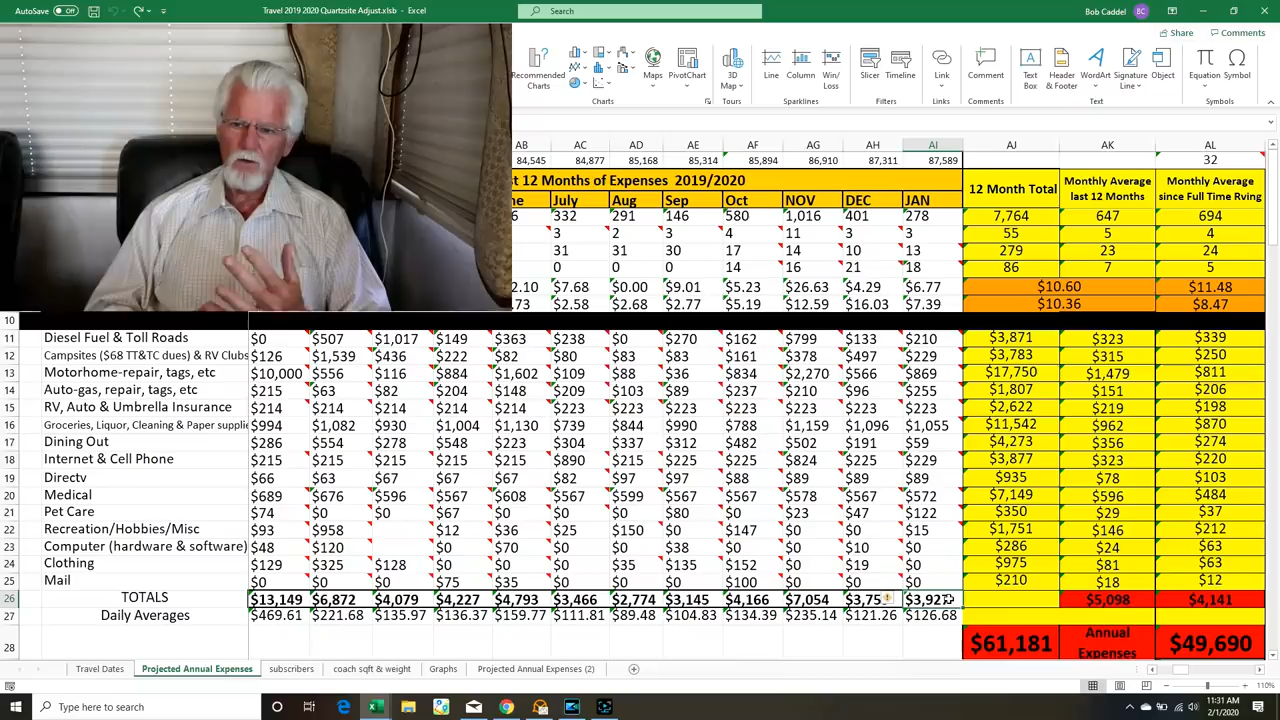 AutoSave Off Travel 2019 2020 Quartzsite Adjust.xlsb Search Bob Caddel BC
Share Comments
Recommended Charts Maps PivotChart 3D Map Line Column Win/Loss Slicer Timeline Link Comment Text Box Header & Footer WordArt Signature Line Object Equation Symbol
Charts Tours Sparklines Filters Links Comments Text Symbols
AB AC AD AE AF AG AH AI AJ AK AL
84,545 84,877 85,168 85,314 85,894 86,910 87,311 87,589 32
12 Months of Expenses 2019/2020 12 Month Total Monthly Average last 12 Months Monthly Average since Full Time Rving
July Aug Sep Oct NOV DEC JAN
332 291 146 580 1,016 401 278 7,764 647 694
3 2 3 4 11 3 3 55 5 4
31 31 30 17 14 10 13 279 23 24
0 0 0 14 16 21 18 86 7 5
$7.68 $0.00 $9.01 $5.23 $26.63 $4.29 $6.77 $10.60 $11.48
$2.58 $2.68 $2.77 $5.19 $12.59 $16.03 $7.39 $10.36 $8.47
10
11 Diesel Fuel & Toll Roads $0 $507 $1,017 $149 $363 $238 $0 $270 $162 $799 $133 $210 $3,871 $323 $339
12 Campsites ($68 TT&TC dues) & RV Clubs $126 $1,539 $436 $222 $82 $80 $83 $83 $161 $378 $497 $229 $3,783 $315 $250
13 Motorhome-repair, tags, etc $10,000 $556 $116 $884 $1,602 $109 $88 $36 $834 $2,270 $566 $869 $17,750 $1,479 $811
14 Auto-gas, repair, tags, etc $215 $63 $82 $204 $148 $209 $103 $89 $237 $210 $96 $255 $1,807 $151 $206
15 RV, Auto & Umbrella Insurance $214 $214 $214 $214 $214 $223 $223 $223 $223 $223 $223 $223 $2,622 $219 $198
16 Groceries, Liquor, Cleaning & Paper supplie $994 $1,082 $930 $1,004 $1,130 $739 $844 $990 $788 $1,159 $1,096 $1,055 $11,542 $962 $870
17 Dining Out $286 $554 $278 $548 $223 $304 $337 $312 $482 $502 $191 $59 $4,273 $356 $274
18 Internet & Cell Phone $215 $215 $215 $215 $215 $890 $215 $225 $225 $824 $225 $229 $3,877 $323 $220
19 Directv $66 $63 $67 $67 $67 $82 $97 $97 $88 $89 $89 $89 $935 $78 $103
20 Medical $689 $676 $596 $567 $608 $567 $599 $567 $567 $578 $567 $572 $7,149 $596 $484
21 Pet Care $74 $0 $0 $67 $0 $0 $0 $80 $0 $23 $47 $122 $350 $29 $37
22 Recreation/Hobbies/Misc $93 $958 $12 $36 $25 $150 $0 $147 $0 $0 $15 $1,751 $146 $212
23 Computer (hardware & software) $48 $120 $0 $70 $0 $0 $38 $0 $0 $10 $0 $286 $24 $63
24 Clothing $129 $325 $128 $0 $0 $0 $35 $135 $152 $0 $19 $0 $975 $81 $63
25 Mail $0 $0 $0 $75 $35 $0 $0 $0 $100 $0 $0 $0 $210 $18 $12
26 TOTALS $13,149 $6,872 $4,079 $4,227 $4,793 $3,466 $2,774 $3,145 $4,166 $7,054 $3,75 $3,927 $5,098 $4,141
27 Daily Averages $469.61 $221.68 $135.97 $136.37 $159.77 $111.81 $89.48 $104.83 $134.39 $235.14 $121.26 $126.68
28 $61,181 Annual Expenses $49,690
Travel Dates Projected Annual Expenses subscribers coach sqft & weight Graphs Projected Annual Expenses (2)
110%
Type here to search 11:31 AM
2/1/2020